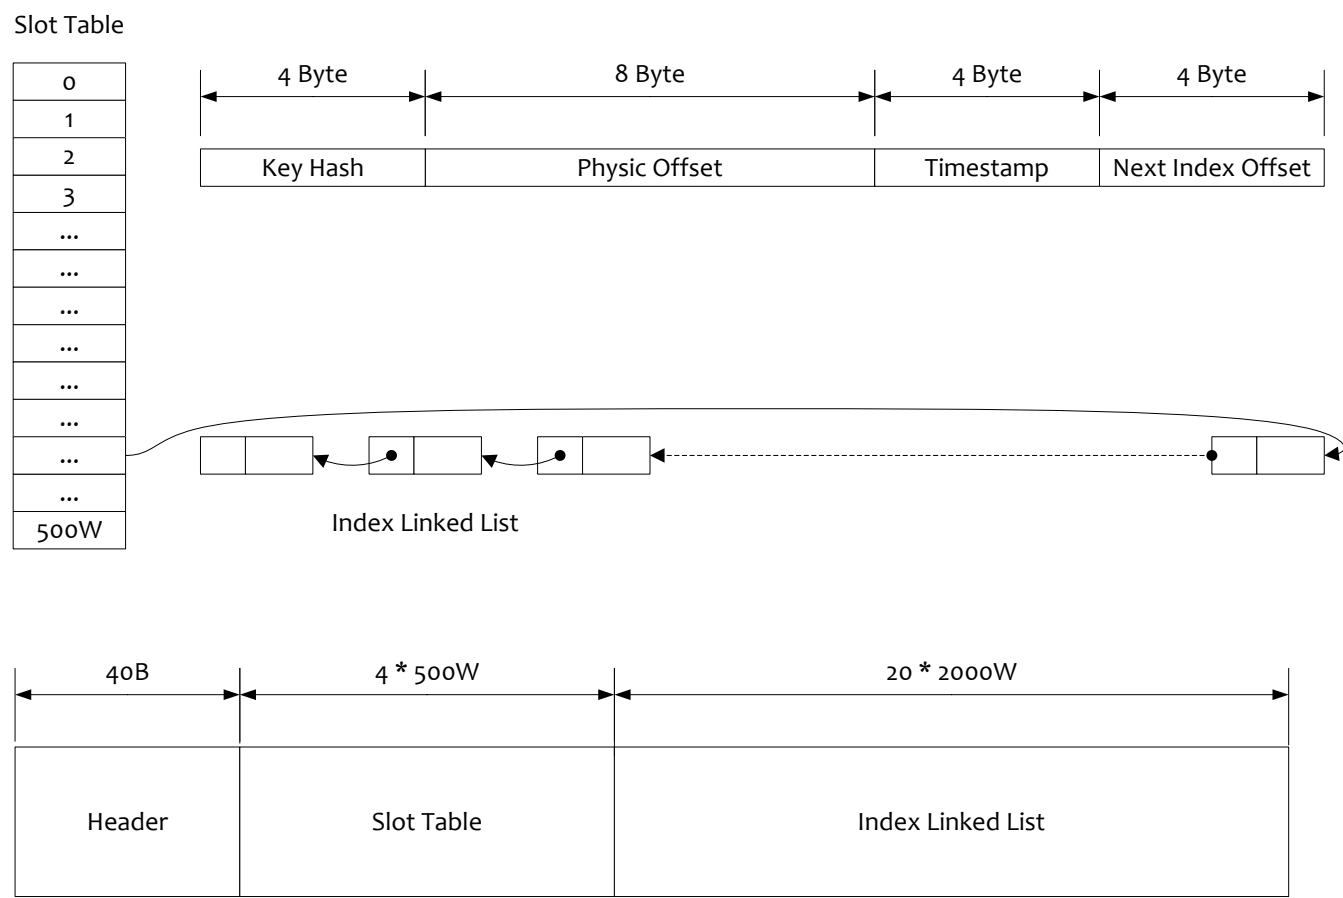 Slot Table
0
1
2
3
...
...
...
...
...
...
...
...
500W
4 Byte 8 Byte 4 Byte 4 Byte
Key Hash Physic Offset Timestamp Next Index Offset
Index Linked List
40B 4 * 500W 20 * 2000W
Header Slot Table Index Linked List